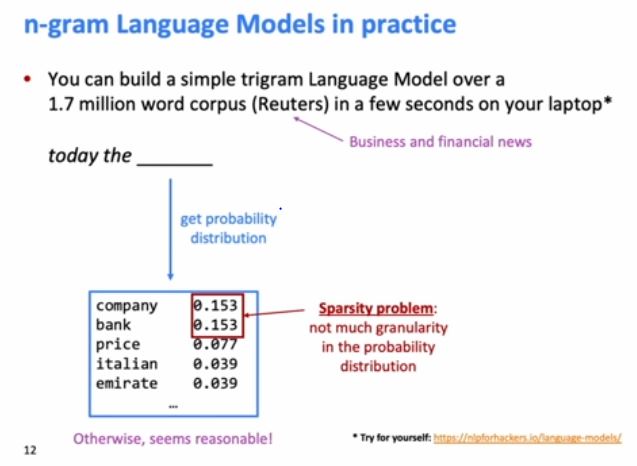 n-gram Language Models in practice
• You can build a simple trigram Language Model over a
1.7 million word corpus (Reuters) in a few seconds on your laptop*
Business and financial news
today the _______
get probability
distribution
company 0.153
bank 0.153
price 0.077
italian 0.039
emirate 0.039
…
Sparsity problem:
not much granularity
in the probability
distribution
Otherwise, seems reasonable!
* Try for yourself: https://nlpforhackers.io/language-models/
12